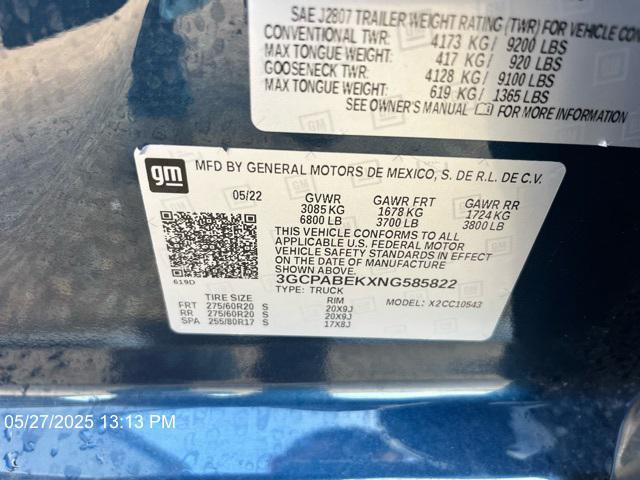 SAE J2807 TRAILER WEIGHT RATING (TWR) FOR VEHICLE
CONVENTIONAL TWR: 4173 KG/ 9200 LBS
MAX TONGUE WEIGHT: 417 KG/ 920 LBS
GOOSENECK TWR: 4128 KG/ 9100 LBS
MAX TONGUE WEIGHT: 619 KG/ 1365 LBS
SEE OWNER'S MANUAL FOR MORE INFORMATION
gm MFD BY GENERAL MOTORS DE MEXICO, S. DE R.L. DE C.V.
05/22 GVWR GAWR FRT GAWR RR
3085 KG 1678 KG 1724 KG
6800 LB 3700 LB 3800 LB
THIS VEHICLE CONFORMS TO ALL
APPLICABLE U.S. FEDERAL MOTOR
VEHICLE SAFETY STANDARDS IN EFFECT
ON THE DATE OF MANUFACTURE SHOWN ABOVE.
3GCPABEKXNG585822
619D TYPE: TRUCK MODEL: X2CC10543
TIRE SIZE RIM
FRT 275/60R20 S 20X9J
RR 275/60R20 S 20X9J
SPA 255/80R17 S 17X8J
05/27/2025 13:13 PM